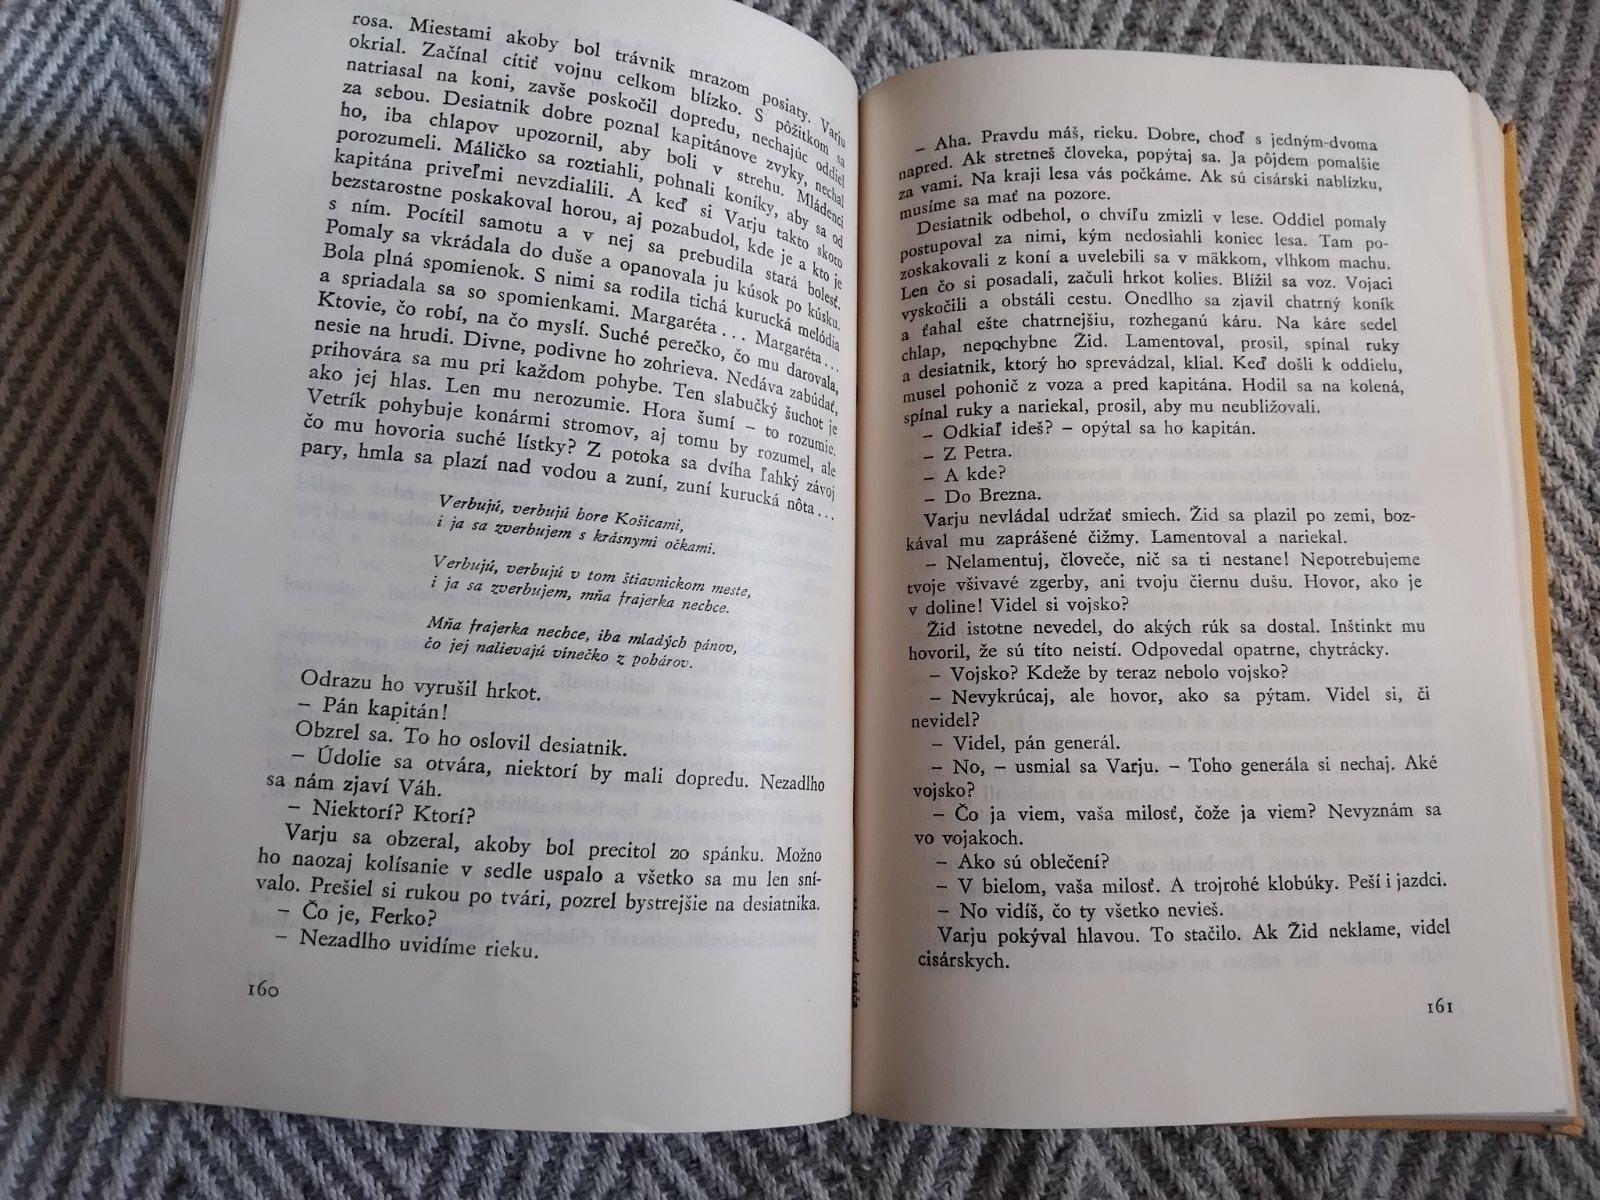 rosa. Miestami akoby bol trávnik mrazom posiaty. Varju
okrial. Začínal cítiť vojnu celkom blízko. S pôžitkom sa
natriasal na koni, zavše poskočil dopredu, nechajúc oddiel
za sebou. Desiatnik dobre poznal kapitánove zvyky, nechal
ho, iba chlapov upozornil, aby boli v strehu. Mládenci
porozumeli. Máličko sa roztiahli, pohnali koníky, aby sa od
kapitána priveľmi nevzdialili. A keď si Varju takto skoro
bezstarostne poskakoval horou, aj pozabudol, kde je a kto je
s ním. Pocítil samotu a v nej sa prebudila stará bolesť.
Pomaly sa vkrádala do duše a opanovala ju kúsok po kúsku.
Bola plná spomienok. S nimi sa rodila tichá kurucká melódia
a spriadala sa so spomienkami. Margaréta... Margaréta...
Ktovie, čo robí, na čo myslí. Suché perečko, čo mu darovala,
nesie na hrudi. Divne, podivne ho zohrieva. Nedáva zabúdať,
prihovára sa mu pri každom pohybe. Ten slabučký šuchot je
ako jej hlas. Len mu nerozumie. Hora šumí – to rozumie.
Vetrík pohybuje konármi stromov, aj tomu by rozumel, ale
čo mu hovoria suché lístky? Z potoka sa dvíha ľahký závoj
pary, hmla sa plazí nad vodou a zuní, zuní kurucká nôta...
Verbujú, verbujú hore Košicami,
i ja sa zverbujem s krásnymi očkami.
Verbujú, verbujú v tom štiavnickom meste,
i ja sa zverbujem, mňa frajerka nechce.
Mňa frajerka nechce, iba mladých pánov,
čo jej nalievajú vínečko z pohárov.
Odrazu ho vyrušil hrkot.
– Pán kapitán!
Obzrel sa. To ho oslovil desiatnik.
– Údolie sa otvára, niektorí by mali dopredu. Nezadlho
sa nám zjaví Váh.
– Niektorí? Ktorí?
Varju sa obzeral, akoby bol precitol zo spánku. Možno
ho naozaj kolísanie v sedle uspalo a všetko sa mu len sní-
valo. Prešiel si rukou po tvári, pozrel bystrejšie na desiatnika.
– Čo je, Ferko?
– Nezadlho uvidíme rieku.
160
– Aha. Pravdu máš, rieku. Dobre, choď s jedným-dvoma
napred. Ak stretneš človeka, popýtaj sa. Ja pôjdem pomalšie
za vami. Na kraji lesa vás počkáme. Ak sú cisárski nablízku,
musíme sa mať na pozore.
Desiatnik odbehol, o chvíľu zmizli v lese. Oddiel pomaly
postupoval za nimi, kým nedosiahli koniec lesa. Tam po-
zoskakovali z koní a uvelebili sa v mäkkom, vlhkom machu.
Len čo si posadali, začuli hrkot kolies. Blížil sa voz. Vojaci
vyskočili a obstáli cestu. Onedlho sa zjavil chatrný koník
a ťahal ešte chatrnejšiu, rozheganú káru. Na káre sedel
chlap, nepochybne Žid. Lamentoval, prosil, spínal ruky
a desiatnik, ktorý ho sprevádzal, klial. Keď došli k oddielu,
musel pohonič z voza a pred kapitána. Hodil sa na kolená,
spínal ruky a nariekal, prosil, aby mu neubližovali.
– Odkiaľ ideš? – opýtal sa ho kapitán.
– Z Petra.
– A kde?
– Do Brezna.
Varju nevládal udržať smiech. Žid sa plazil po zemi, boz-
kával mu zaprášené čižmy. Lamentoval a nariekal.
– Nelamentuj, človeče, nič sa ti nestane! Nepotrebujeme
tvoje všivavé zgerby, ani tvoju čiernu dušu. Hovor, ako je
v doline! Videl si vojsko?
Žid istotne nevedel, do akých rúk sa dostal. Inštinkt mu
hovoril, že sú títo neistí. Odpovedal opatrne, chytrácky.
– Vojsko? Kdeže by teraz nebolo vojsko?
– Nevykrúcaj, ale hovor, ako sa pýtam. Videl si, či
nevidel?
– Videl, pán generál.
– No, – usmial sa Varju. – Toho generála si nechaj. Aké
vojsko?
– Čo ja viem, vaša milosť, čože ja viem? Nevyznám sa
vo vojakoch.
– Ako sú oblečení?
– V bielom, vaša milosť. A trojrohé klobúky. Peší i jazdci.
– No vidíš, čo ty všetko nevieš.
Varju pokýval hlavou. To stačilo. Ak Žid neklame, videl
cisárskych.
161